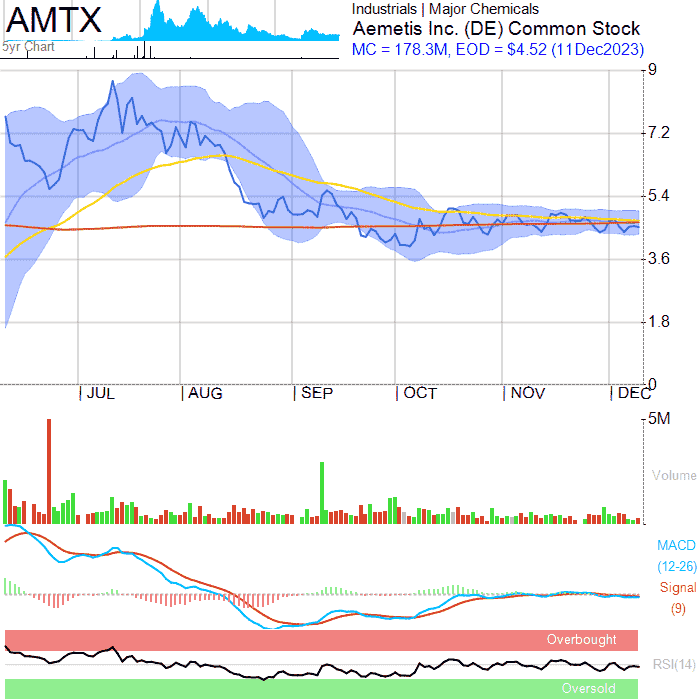 AMTX
5yr Chart
Industrials | Major Chemicals
Aemetis Inc. (DE) Common Stock
MC = 178.3M, EOD = $4.52 (11Dec2023)
9
7.2
5.4
3.6
1.8
0
JUL
AUG
SEP
OCT
NOV
DEC
5M
Volume
MACD
(12-26)
Signal
(9)
Overbought
RSI(14)
Oversold